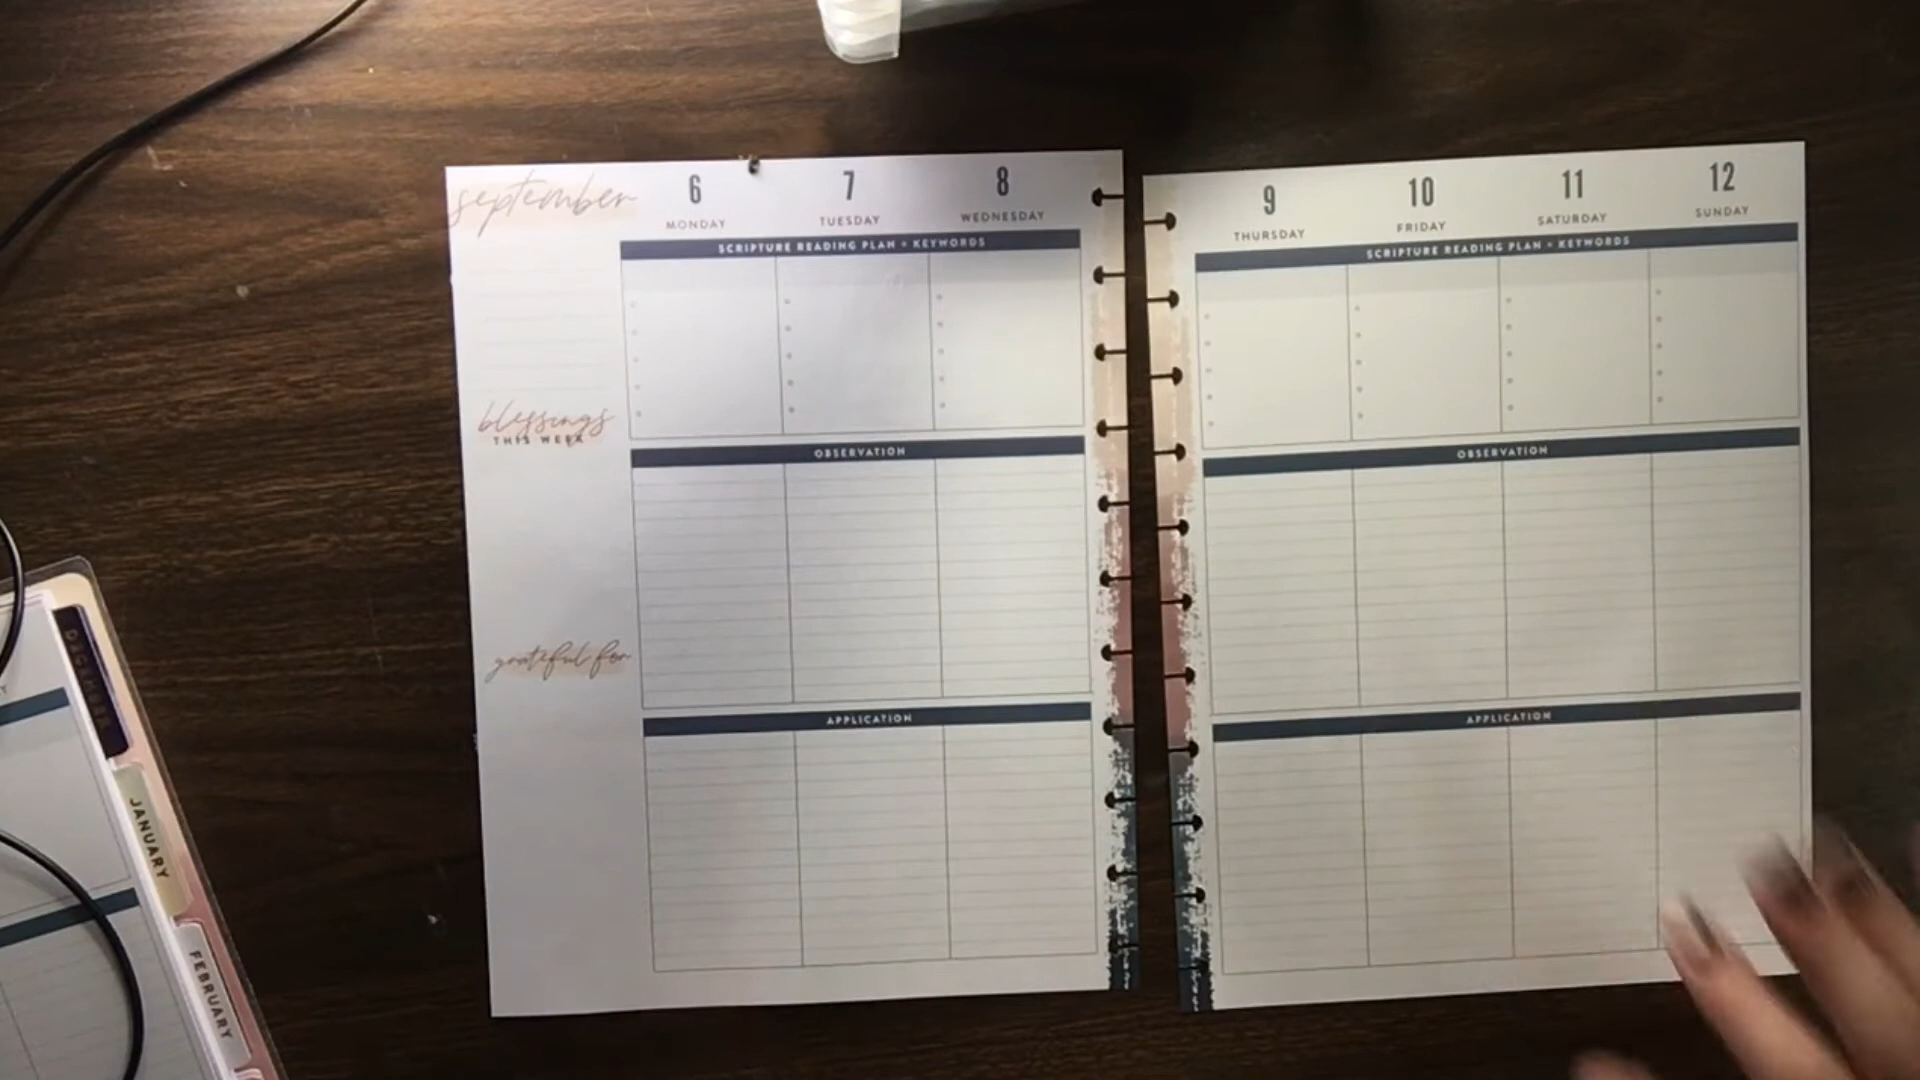 september
6 7 8
MONDAY TUESDAY WEDNESDAY
SCRIPTURE READING PLAN + KEYWORDS
blessings
THIS WEEK
OBSERVATION
grateful for
APPLICATION
9 10 11 12
THURSDAY FRIDAY SATURDAY SUNDAY
SCRIPTURE READING PLAN + KEYWORDS
OBSERVATION
APPLICATION
DECEMBER
JANUARY
FEBRUARY